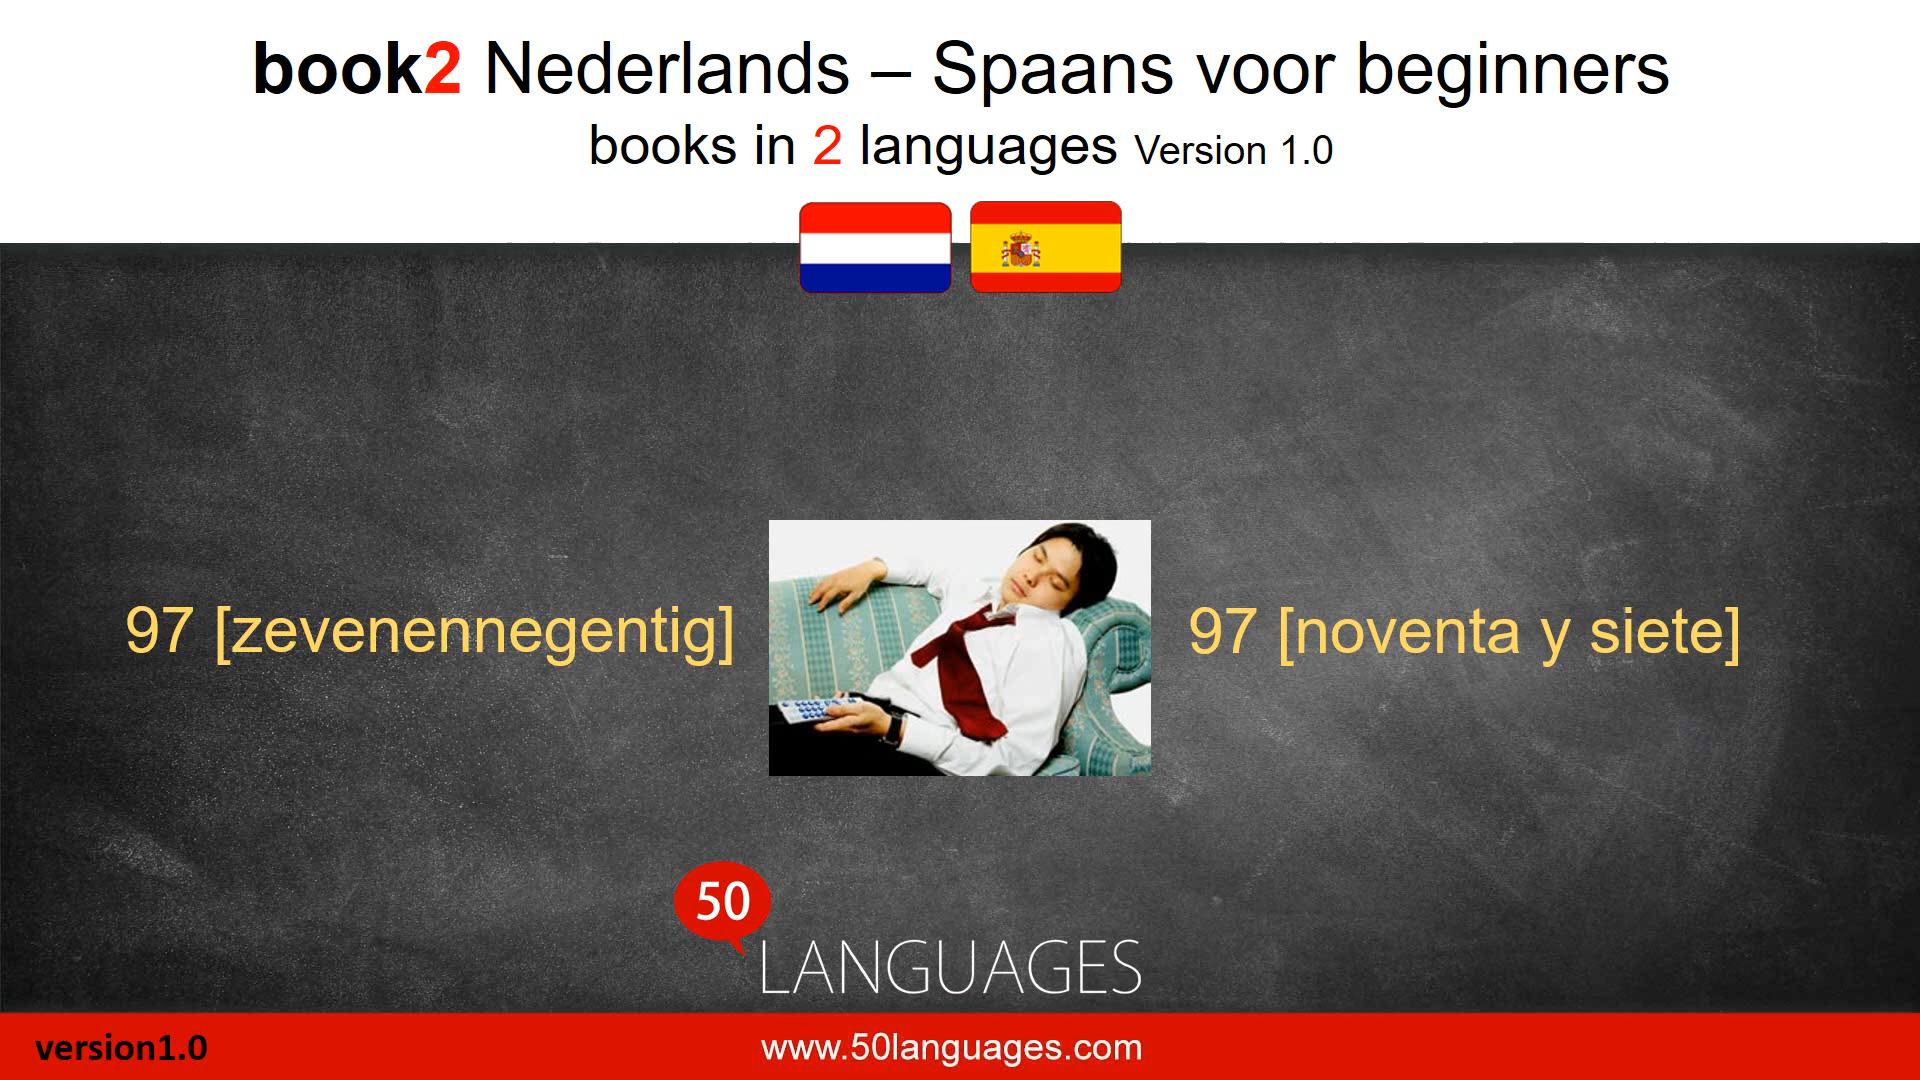 book2 Nederlands – Spaans voor beginners
books in 2 languages Version 1.0
97 [zevenennegentig]
97 [noventa y siete]
50
LANGUAGES
version1.0
www.50languages.com